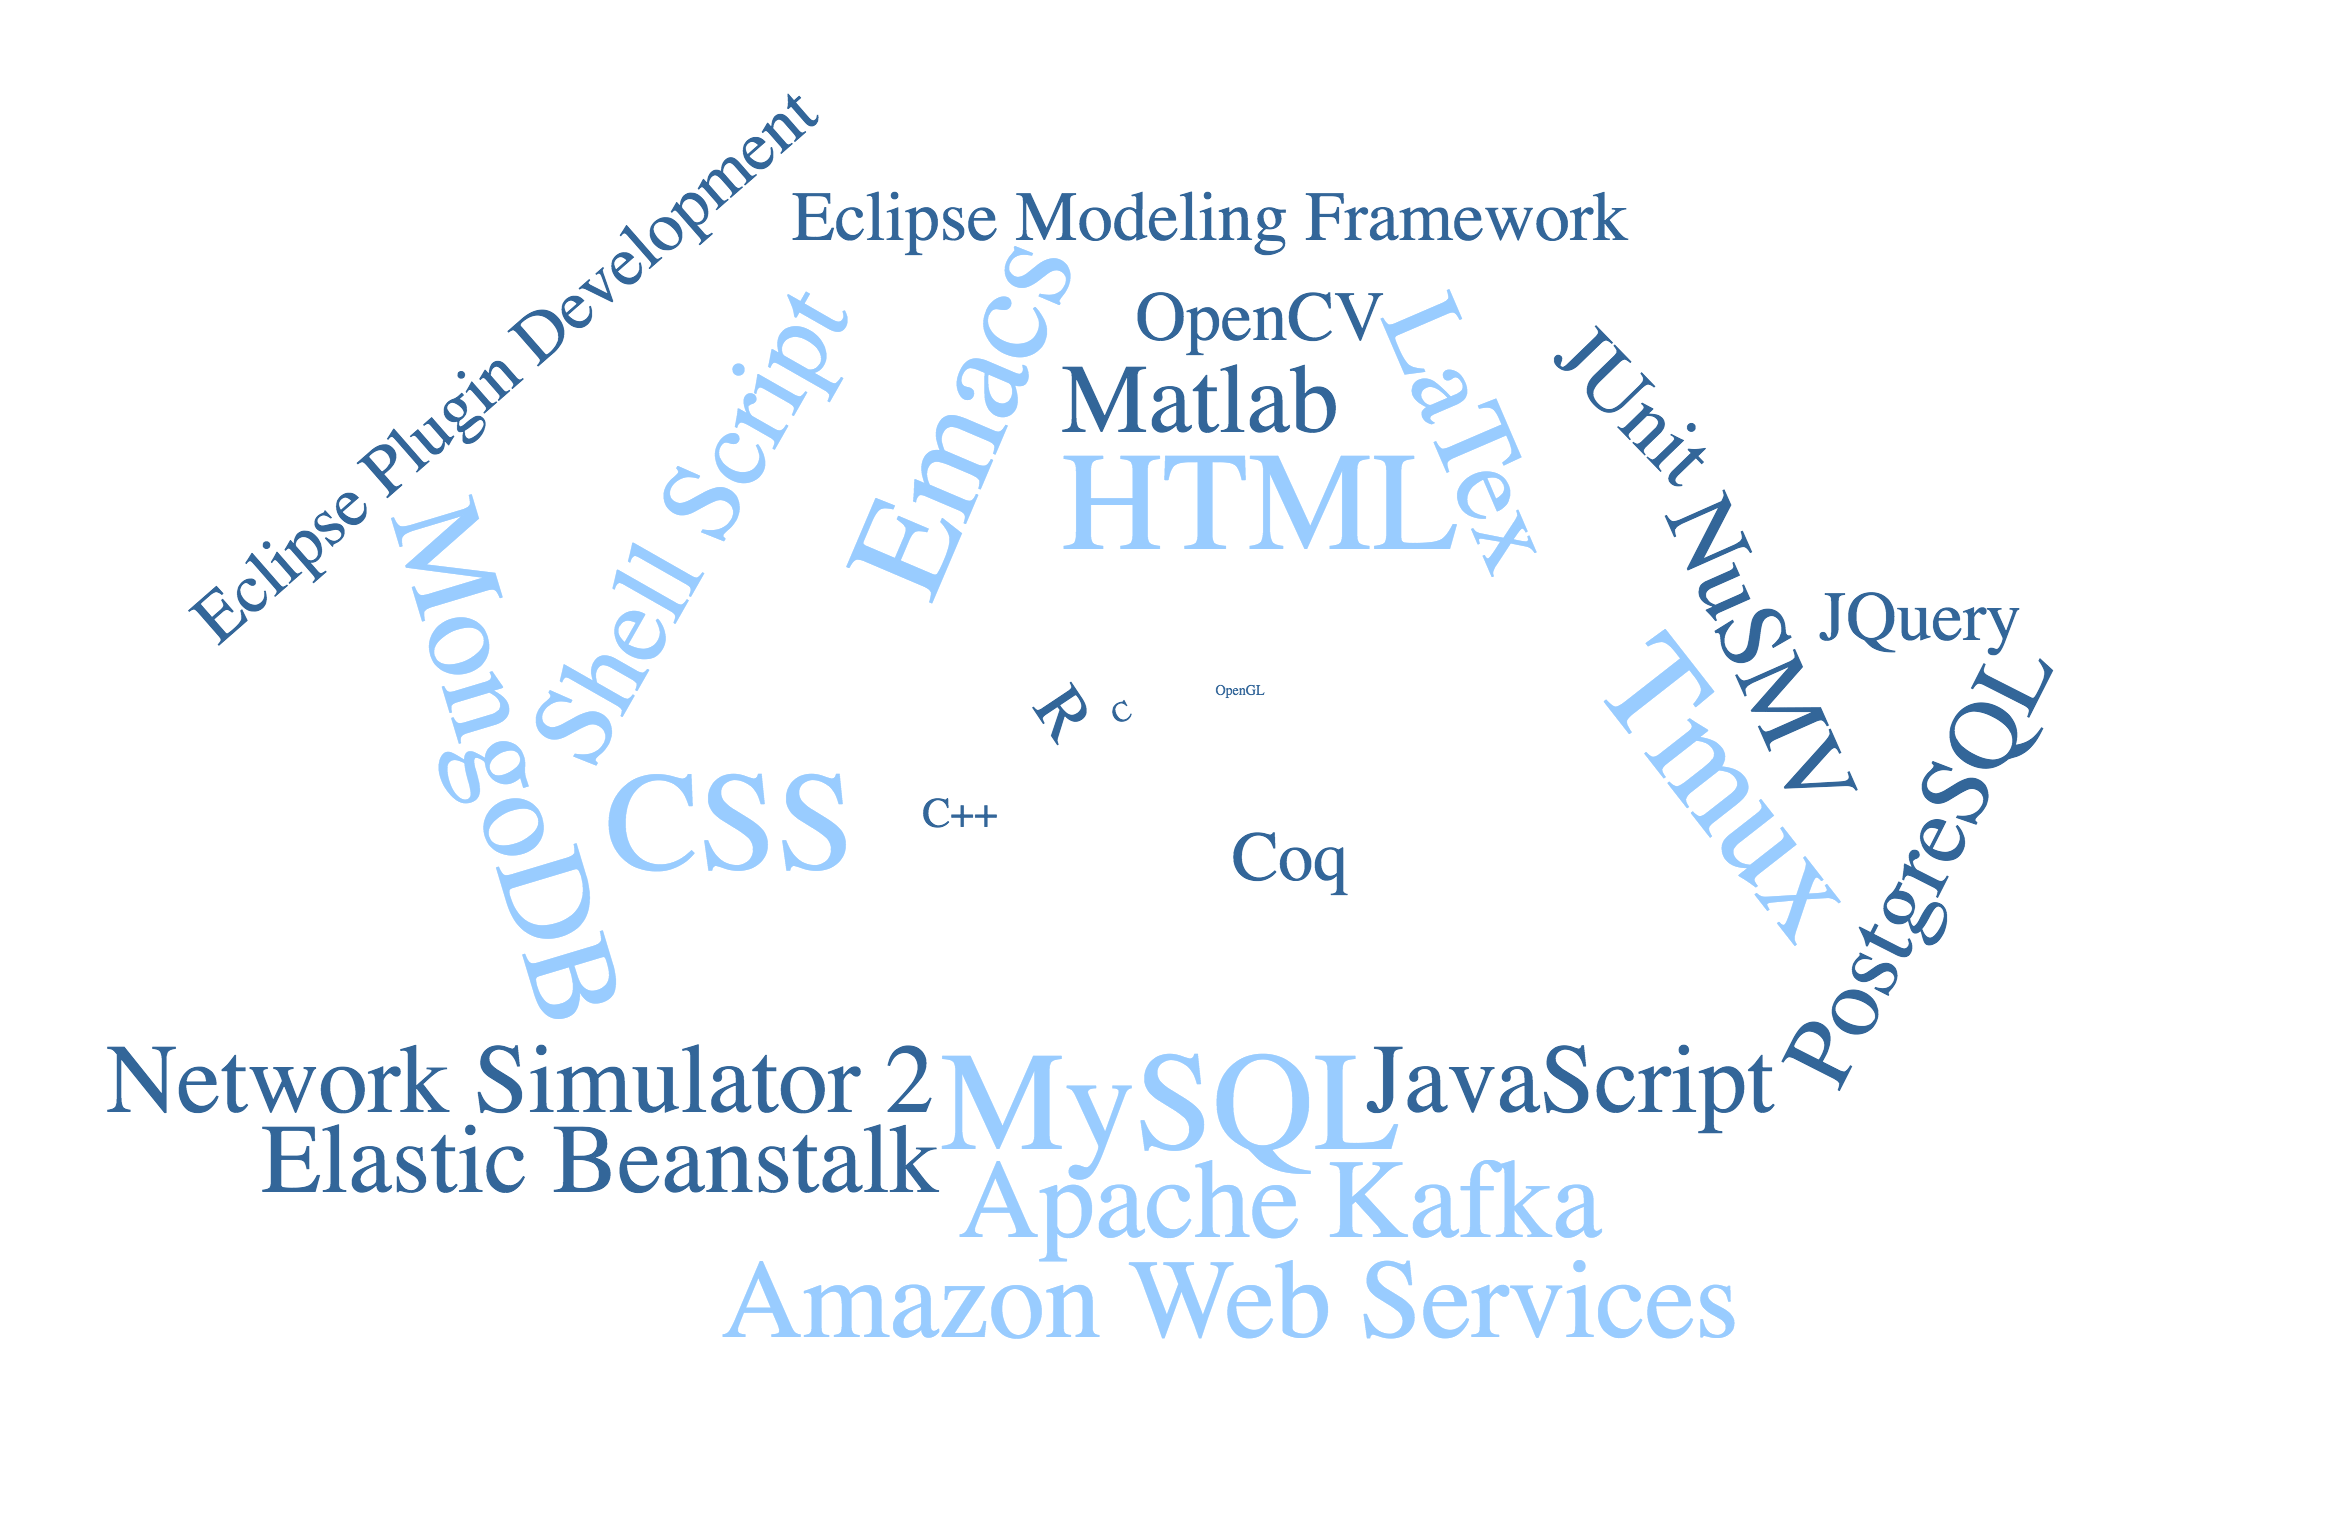 Eclipse Plugin Development
Eclipse Modeling Framework
Emacs
OpenCV
LaTex
Shell Script
Matlab
JUnit
HTML
MongoDB
NuSMV
JQuery
Tmux
PostgreSQL
R
C
OpenGL
CSS
C++
Coq
Network Simulator 2
MySQL
JavaScript
Elastic Beanstalk
Apache Kafka
Amazon Web Services